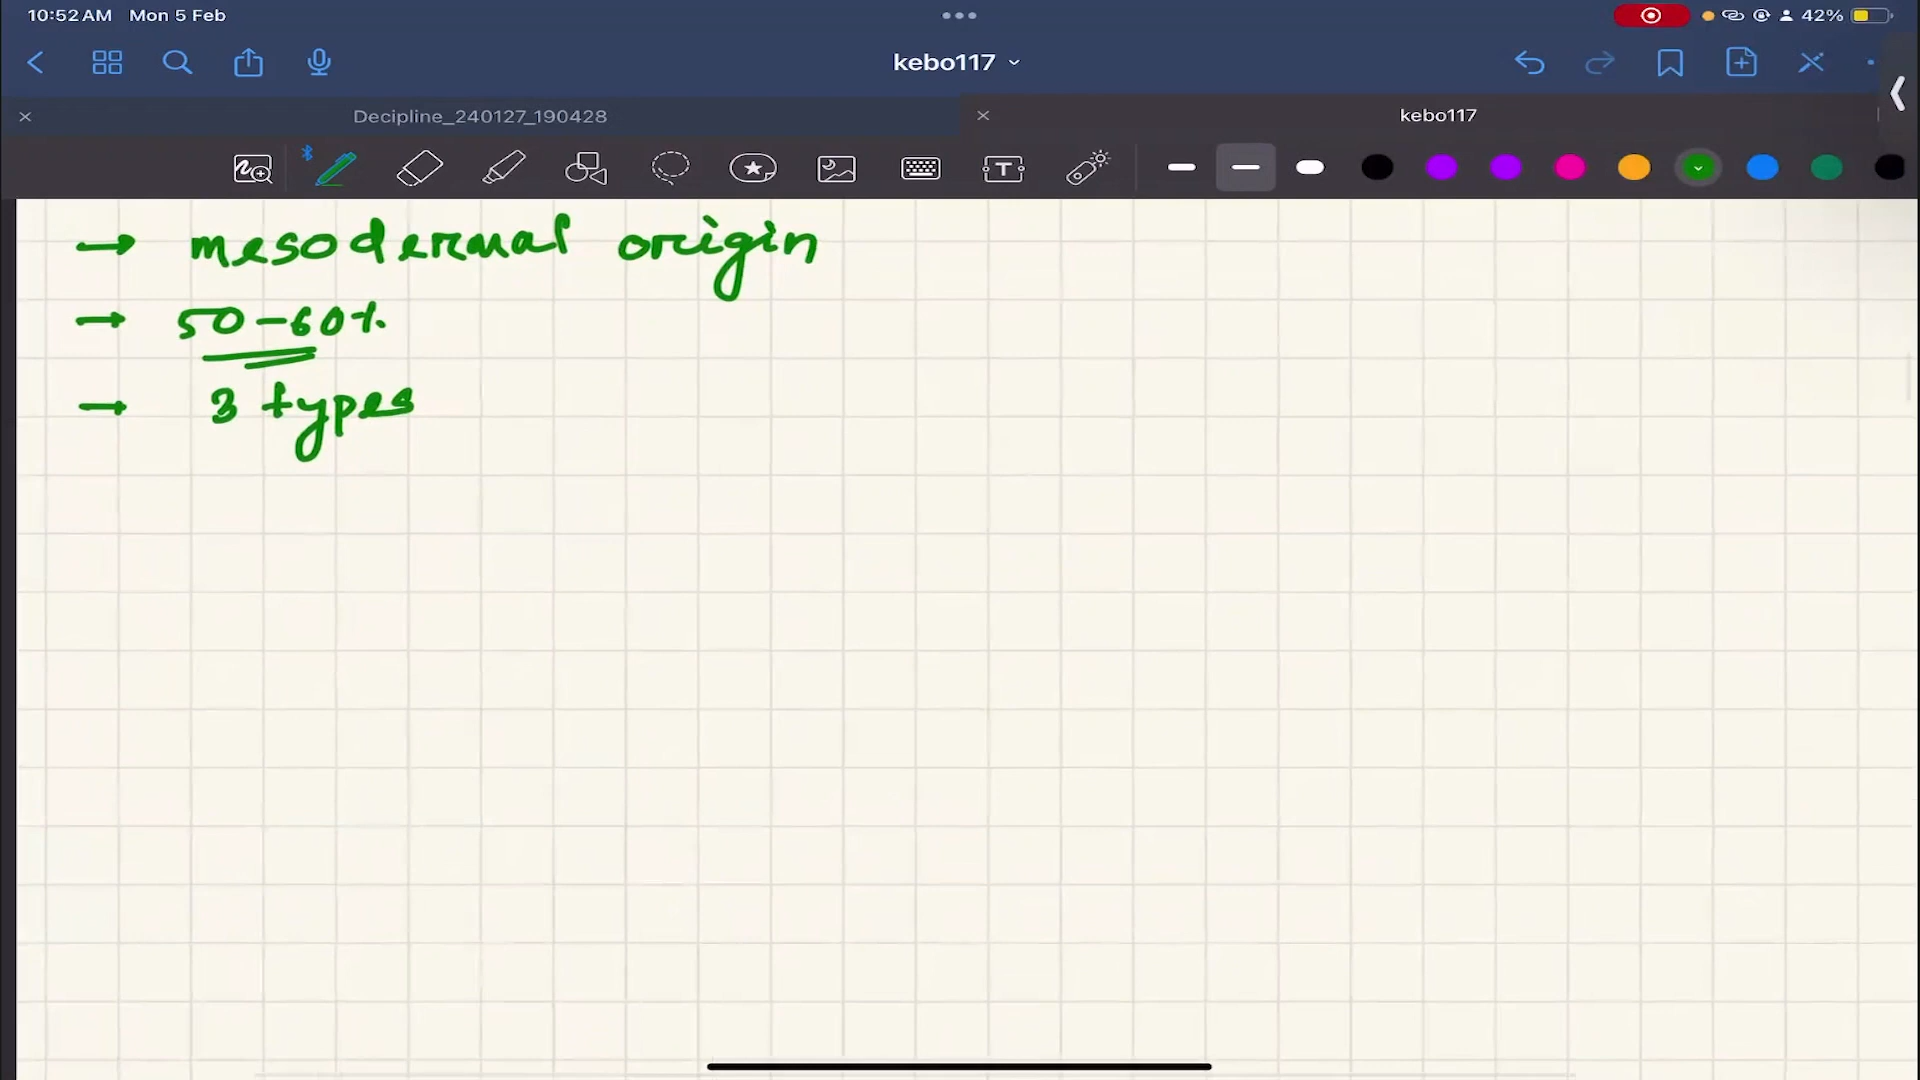 10:52 AM Mon 5 Feb
42%
kebo117
Decipline_240127_190428
kebo117
T
→ mesodermal origin
→ 50-60%
→ 3 types